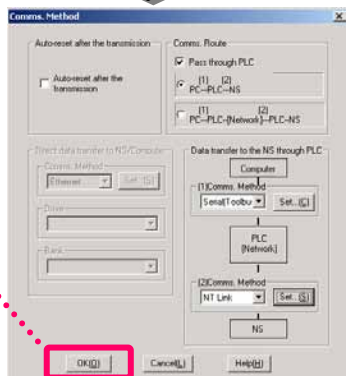 Comms. Method
Auto-reset after the transmission
Auto-reset after the
transmission
Comms. Route
Pass through PLC
[1] [2]
PC--PLC--NS
[1] [2]
PC--PLC-(Network)--PLC-NS
Direct data transfer to NS/Computer
Comms. Method
Ethernet
Set...(S)
Drive
Bank
Data transfer to the NS through PLC
Computer
(1)Comms. Method
Serial(Toolbu
Set...(C)
PLC
(Network)
(2)Comms. Method
NT Link
Set...(S)
NS
OK(O)
Cancel(L)
Help(H)